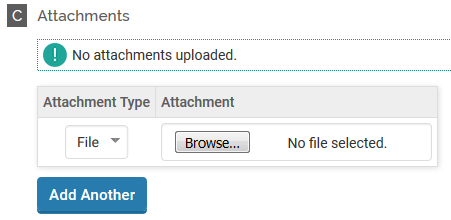 C Attachments
! No attachments uploaded.
Attachment Type Attachment
File Browse... No file selected.
Add Another